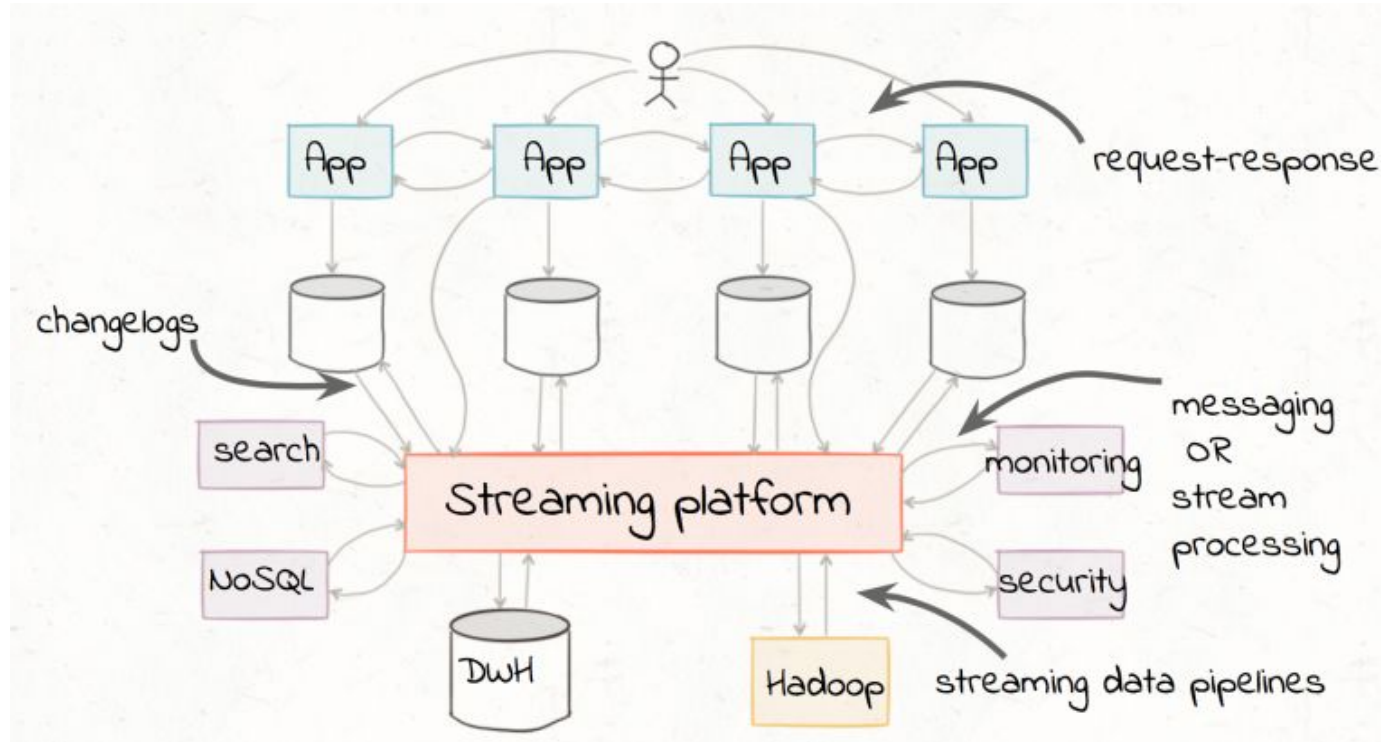 App
App
App
App
request-response
changelogs
search
Streaming platform
monitoring
messaging
OR
stream
processing
NoSQL
security
DWH
Hadoop
streaming data pipelines